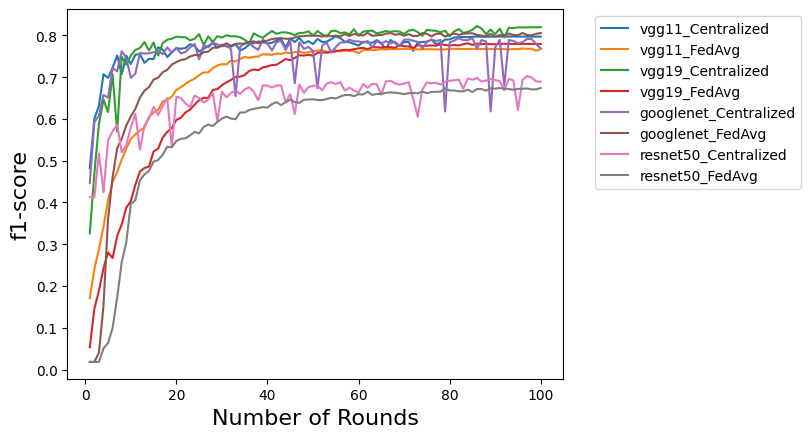 f1-score
0.8
0.7
0.6
0.5
0.4
0.3
0.2
0.1
0.0
0
20
40
60
80
100
Number of Rounds
vgg11_Centralized
vgg11_FedAvg
vgg19_Centralized
vgg19_FedAvg
googlenet_Centralized
googlenet_FedAvg
resnet50_Centralized
resnet50_FedAvg